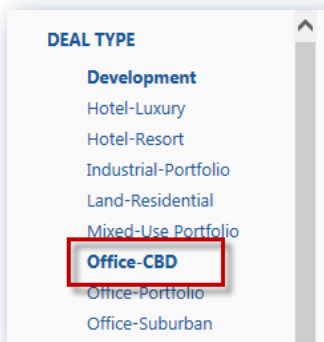 DEAL TYPE
Development
Hotel-Luxury
Hotel-Resort
Industrial-Portfolio
Land-Residential
Mixed-Use Portfolio
Office-CBD
Office-Portfolio
Office-Suburban